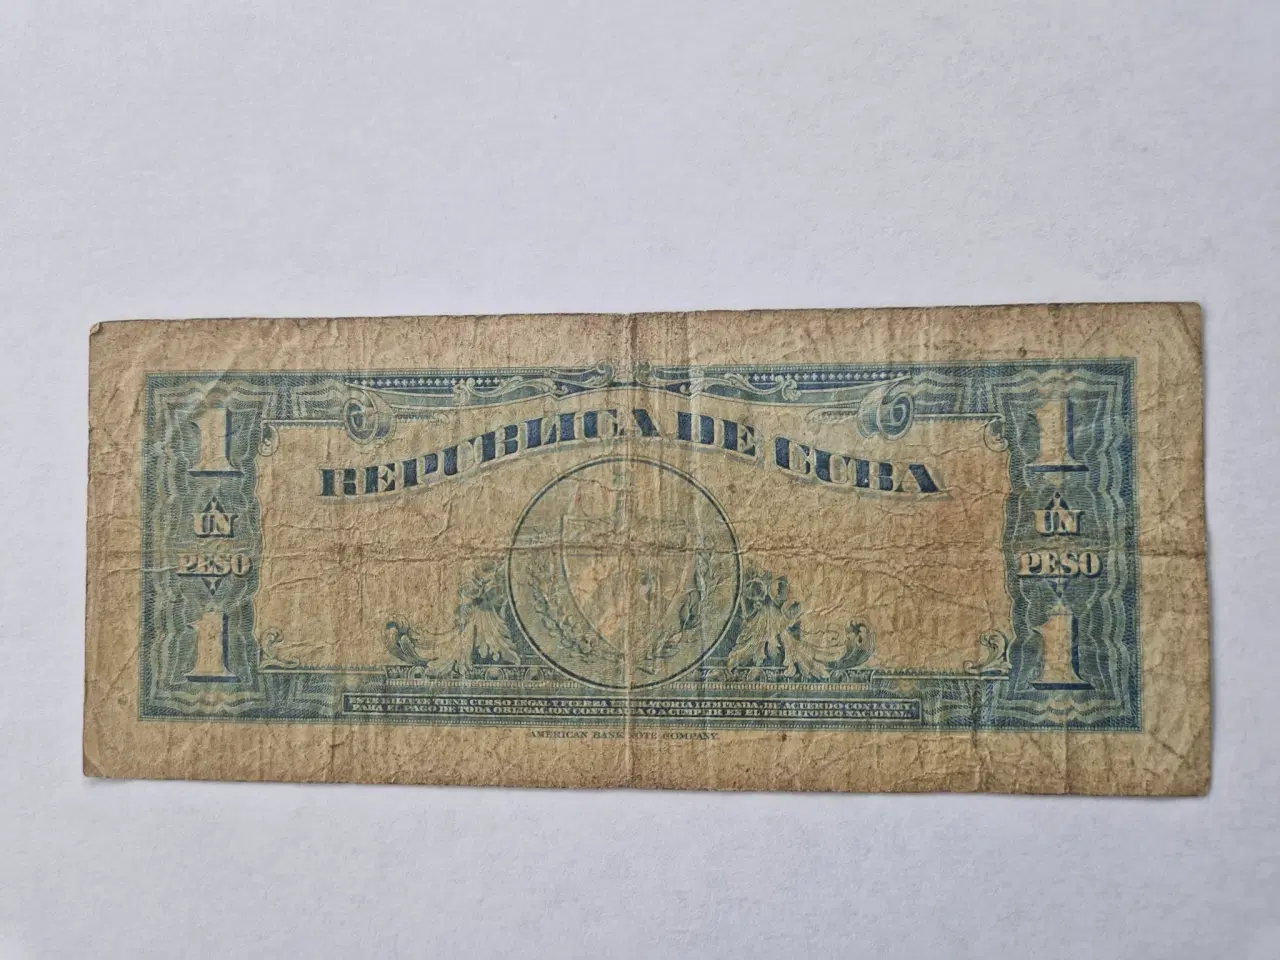 REPUBLICA DE CUBA
1
UN
PESO
1
1
UN
PESO
1
ESTE BILLETE TIENE CURSO LEGAL Y FUERZA LIBERATORIA ILIMITADA, DE ACUERDO CON LA LEY
PARA EL PAGO DE TODA OBLIGACION CONTRAIDA O A CUMPLIR EN EL TERRITORIO NACIONAL.
AMERICAN BANK NOTE COMPANY.